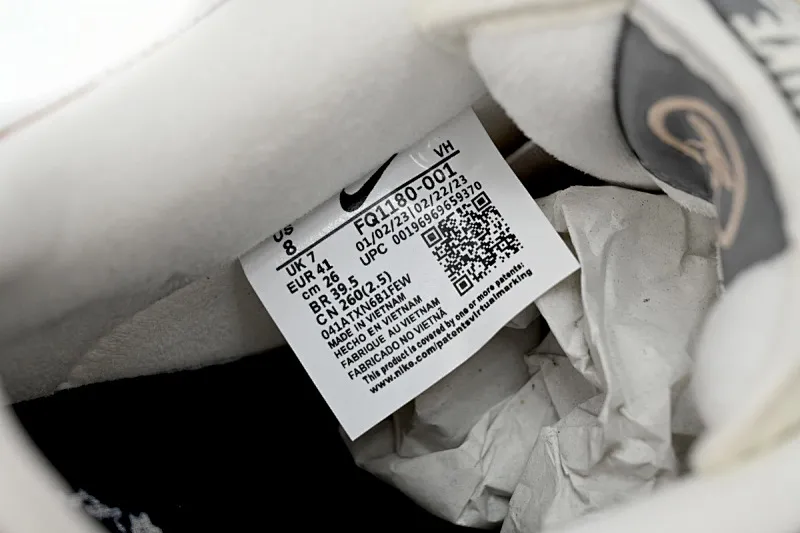 VH
US 8
FQ1180-001
UK 7
01/02/23|02/22/23
EUR 41
UPC 00196969659370
cm 26
BR 39.5
CN 260(2.5)
041ATXN6B1FEW
MADE IN VIETNAM
HECHO EN VIETNAM
FABRIQUE AU VIETNAM
FABRICADO NO VIETNÃ
This product is covered by one or more patents:
www.nike.com/patentsvirtualmarking